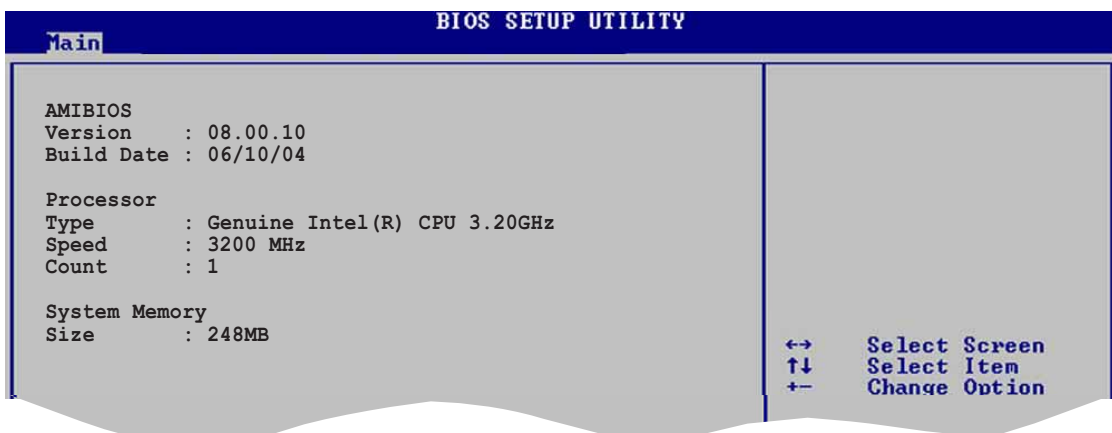 BIOS SETUP UTILITY
Main
AMIBIOS
Version : 08.00.10
Build Date : 06/10/04
Processor
Type : Genuine Intel(R) CPU 3.20GHz
Speed : 3200 MHz
Count : 1
System Memory
Size : 248MB
←→ Select Screen
↑↓ Select Item
+- Change Option